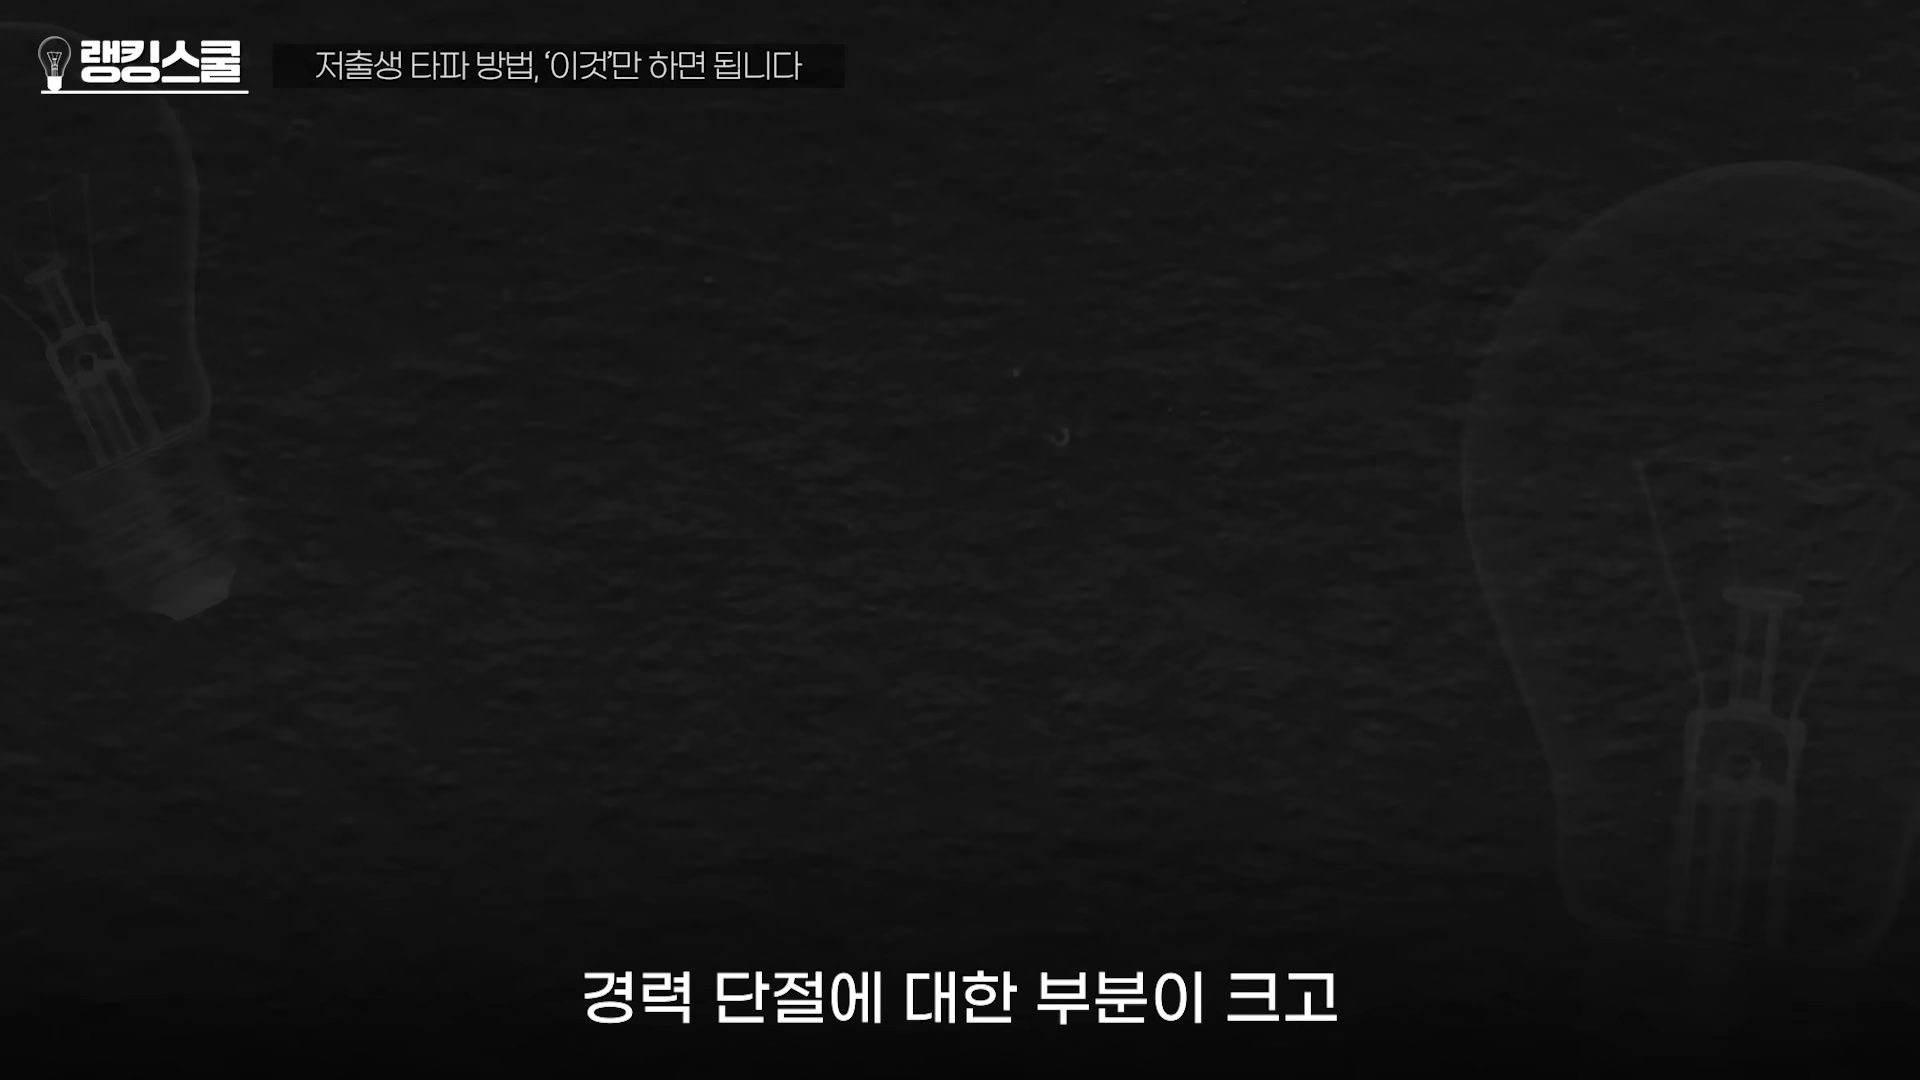 랭킹스쿨
저출생 타파 방법, ‘이것’만 하면 됩니다
경력 단절에 대한 부분이 크고